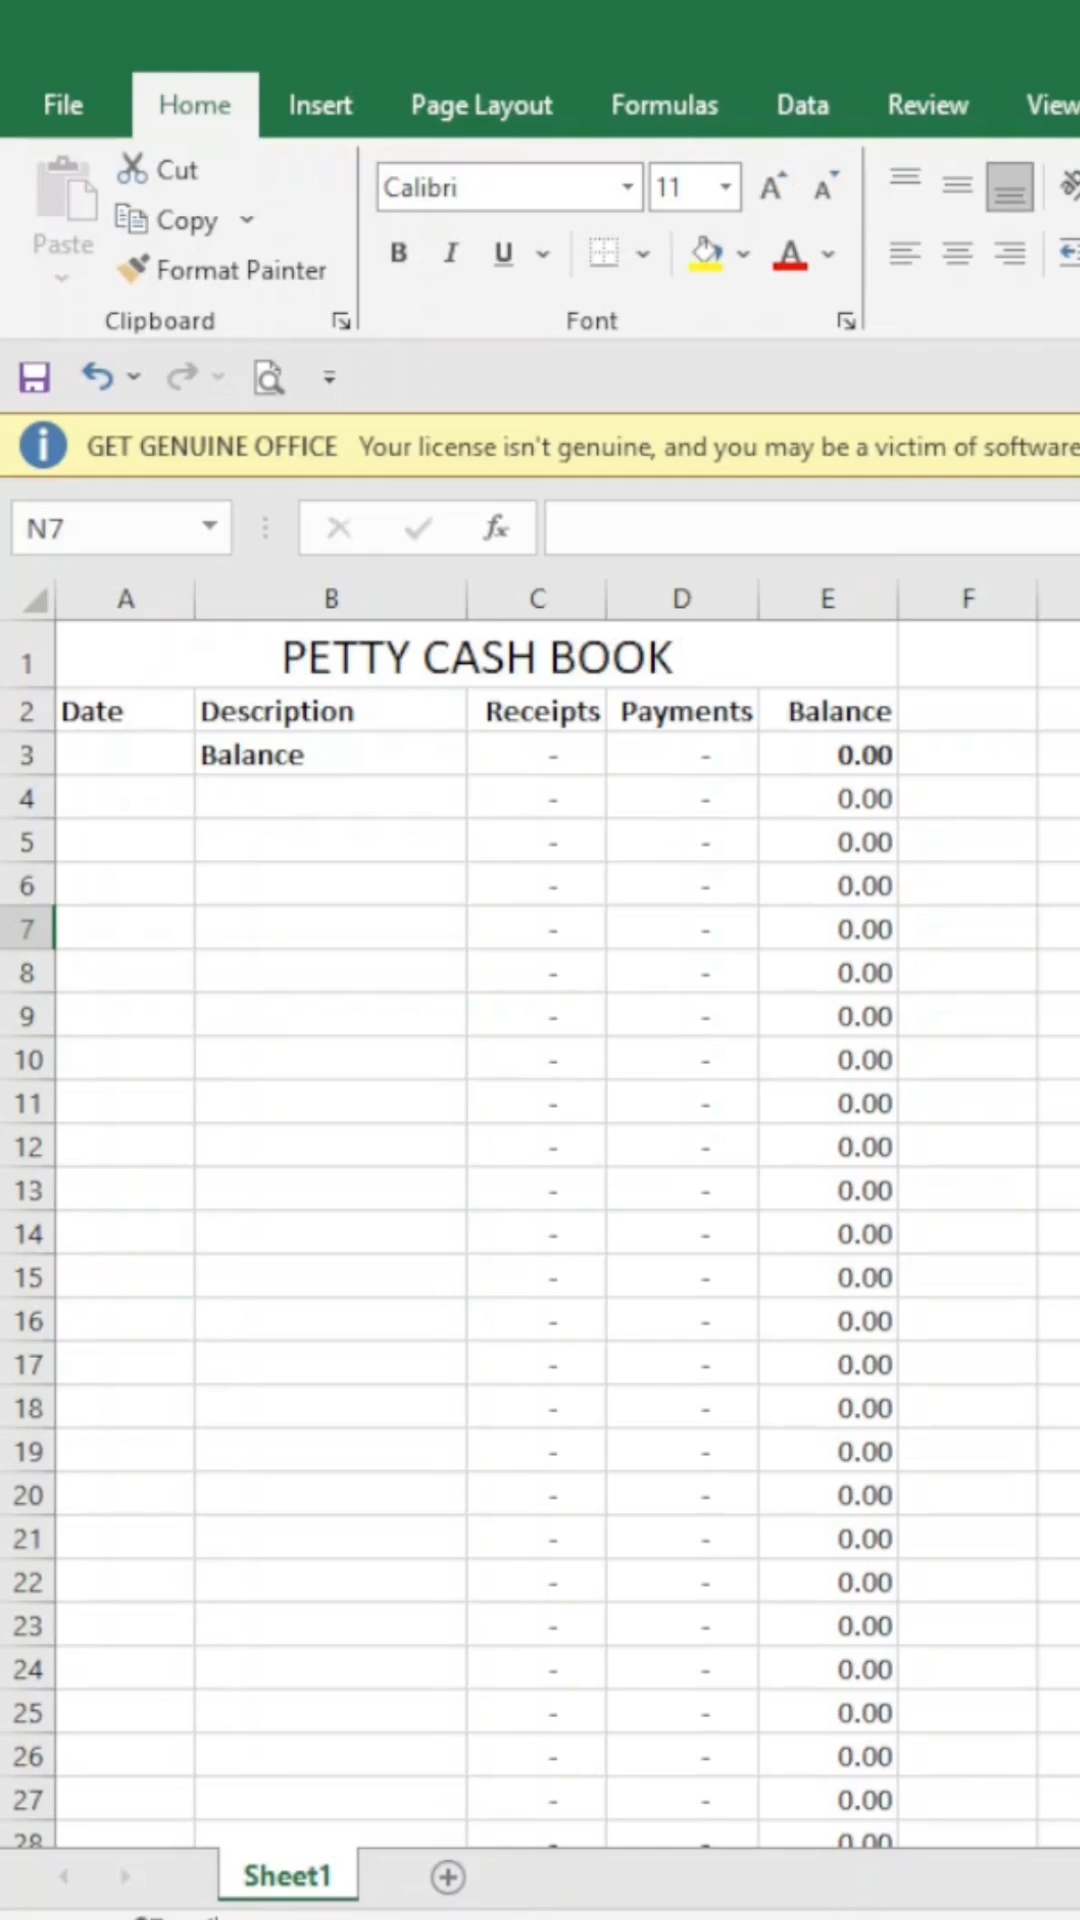 File Home Insert Page Layout Formulas Data Review View
Cut
Copy
Paste
Format Painter
Clipboard
Calibri 11 A A
B I U A
Font
GET GENUINE OFFICE Your license isn't genuine, and you may be a victim of software
N7 fx
A B C D E F
1 PETTY CASH BOOK
2 Date Description Receipts Payments Balance
3 Balance - - 0.00
4 - - 0.00
5 - - 0.00
6 - - 0.00
7 - - 0.00
8 - - 0.00
9 - - 0.00
10 - - 0.00
11 - - 0.00
12 - - 0.00
13 - - 0.00
14 - - 0.00
15 - - 0.00
16 - - 0.00
17 - - 0.00
18 - - 0.00
19 - - 0.00
20 - - 0.00
21 - - 0.00
22 - - 0.00
23 - - 0.00
24 - - 0.00
25 - - 0.00
26 - - 0.00
27 - - 0.00
28 - - 0.00
Sheet1